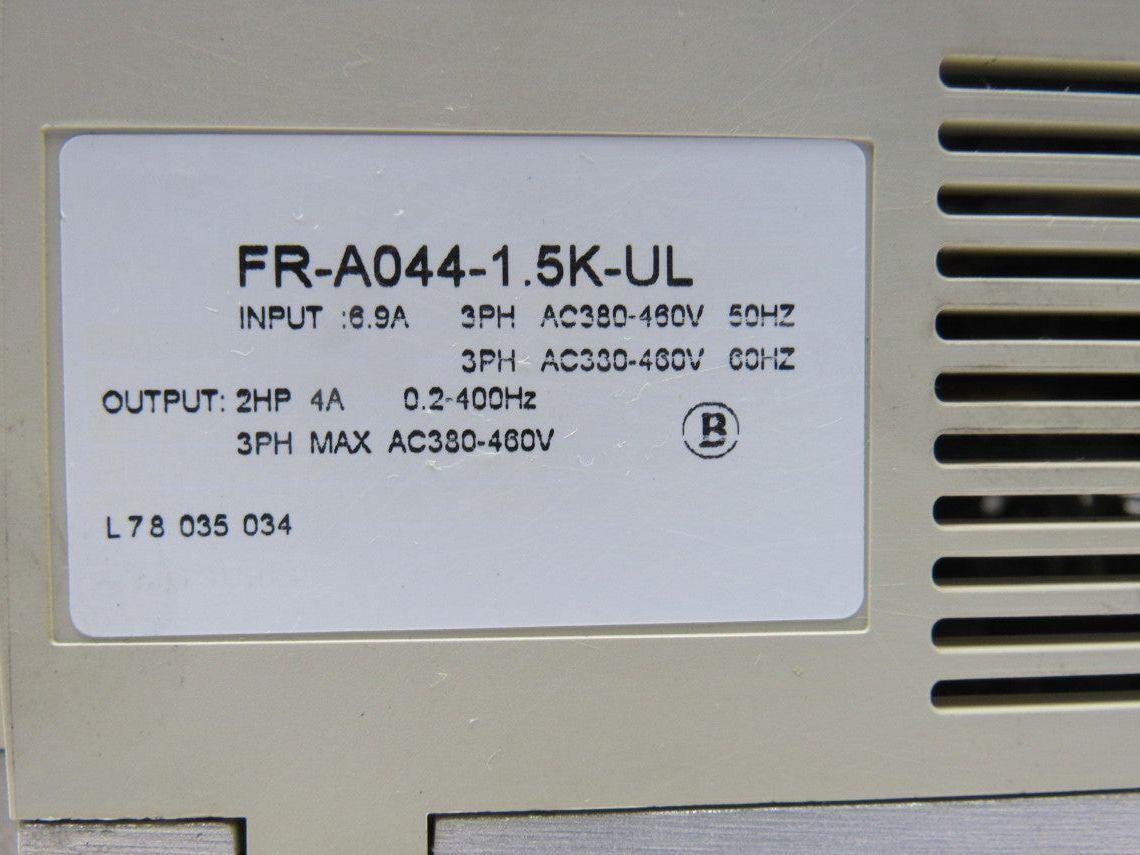 FR-A044-1.5K-UL
INPUT :6.9A 3PH AC380-460V 50HZ
3PH AC380-460V 60HZ
OUTPUT: 2HP 4A 0.2-400Hz
3PH MAX AC380-460V
B
L78 035 034